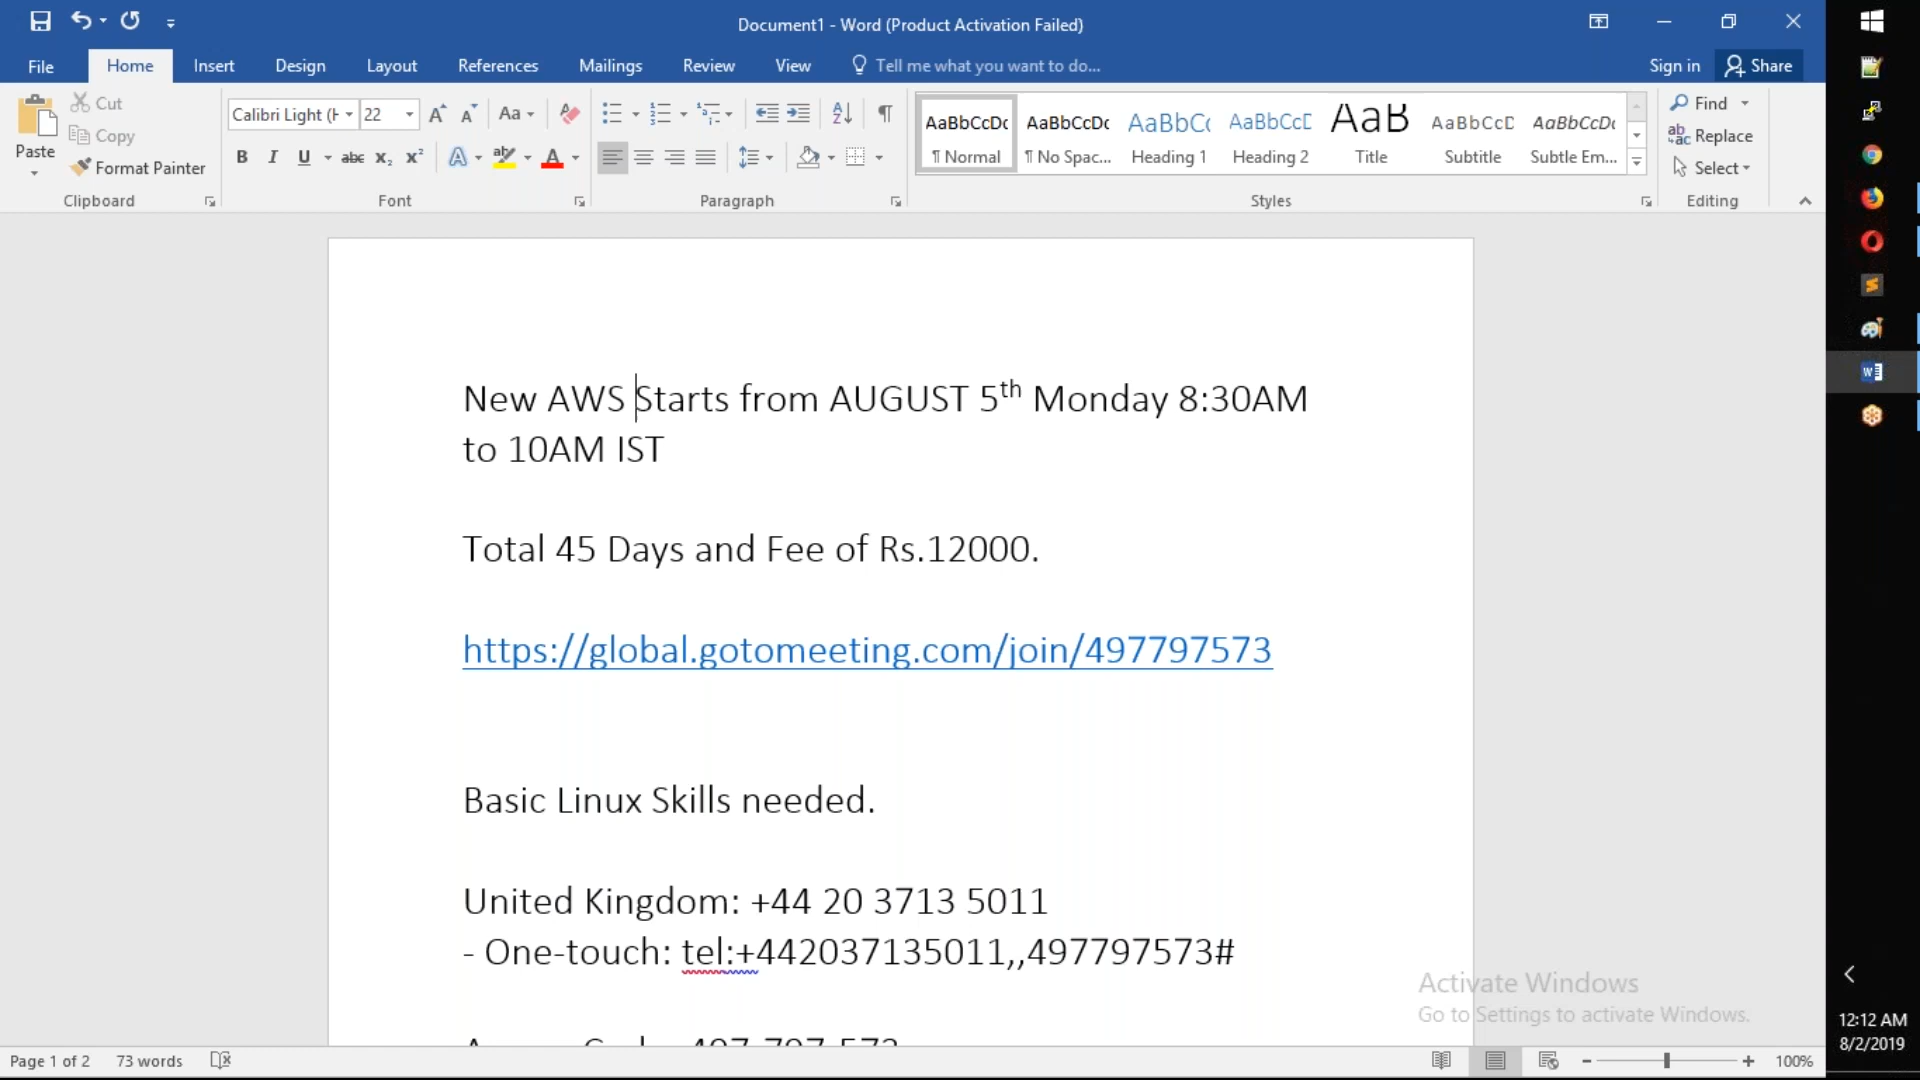 Document1 - Word (Product Activation Failed)
File Home Insert Design Layout References Mailings Review View Tell me what you want to do... Sign in Share
Paste
Cut
Copy
Format Painter
Clipboard
Calibri Light (H 22
Aa
B I U abc x₂ x²
Font
Paragraph
AaBbCcDc AaBbCcDc AaBbC AaBbCcD AaB AaBbCcD AaBbCcDc
¶ Normal ¶ No Spac... Heading 1 Heading 2 Title Subtitle Subtle Em...
Styles
Find
Replace
Select
Editing
New AWS Starts from AUGUST 5th Monday 8:30AM
to 10AM IST
Total 45 Days and Fee of Rs.12000.
https://global.gotomeeting.com/join/497797573
Basic Linux Skills needed.
United Kingdom: +44 20 3713 5011
- One-touch: tel:+442037135011,,497797573#
Activate Windows
Go to Settings to activate Windows.
Page 1 of 2 73 words 100%
12:12 AM
8/2/2019